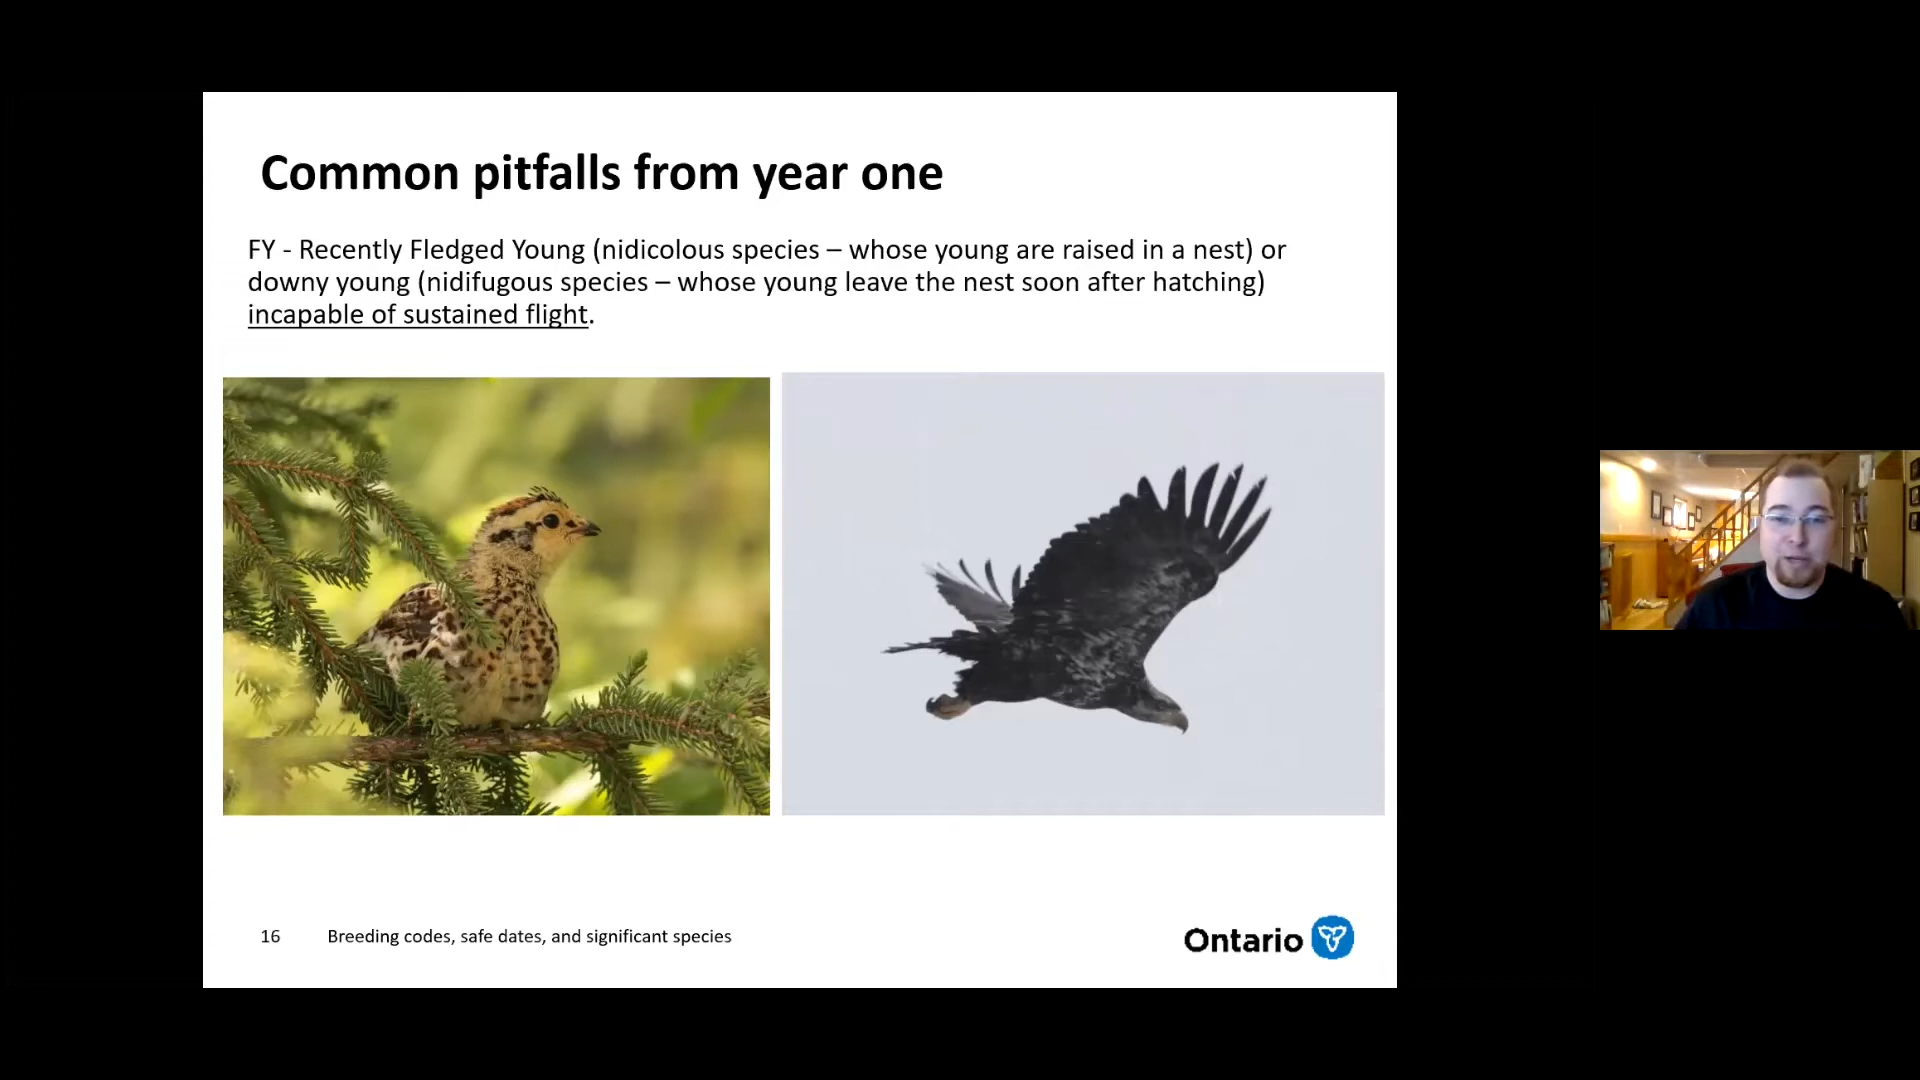 Common pitfalls from year one
FY - Recently Fledged Young (nidicolous species – whose young are raised in a nest) or
downy young (nidifugous species – whose young leave the nest soon after hatching)
incapable of sustained flight.
16 Breeding codes, safe dates, and significant species
Ontario